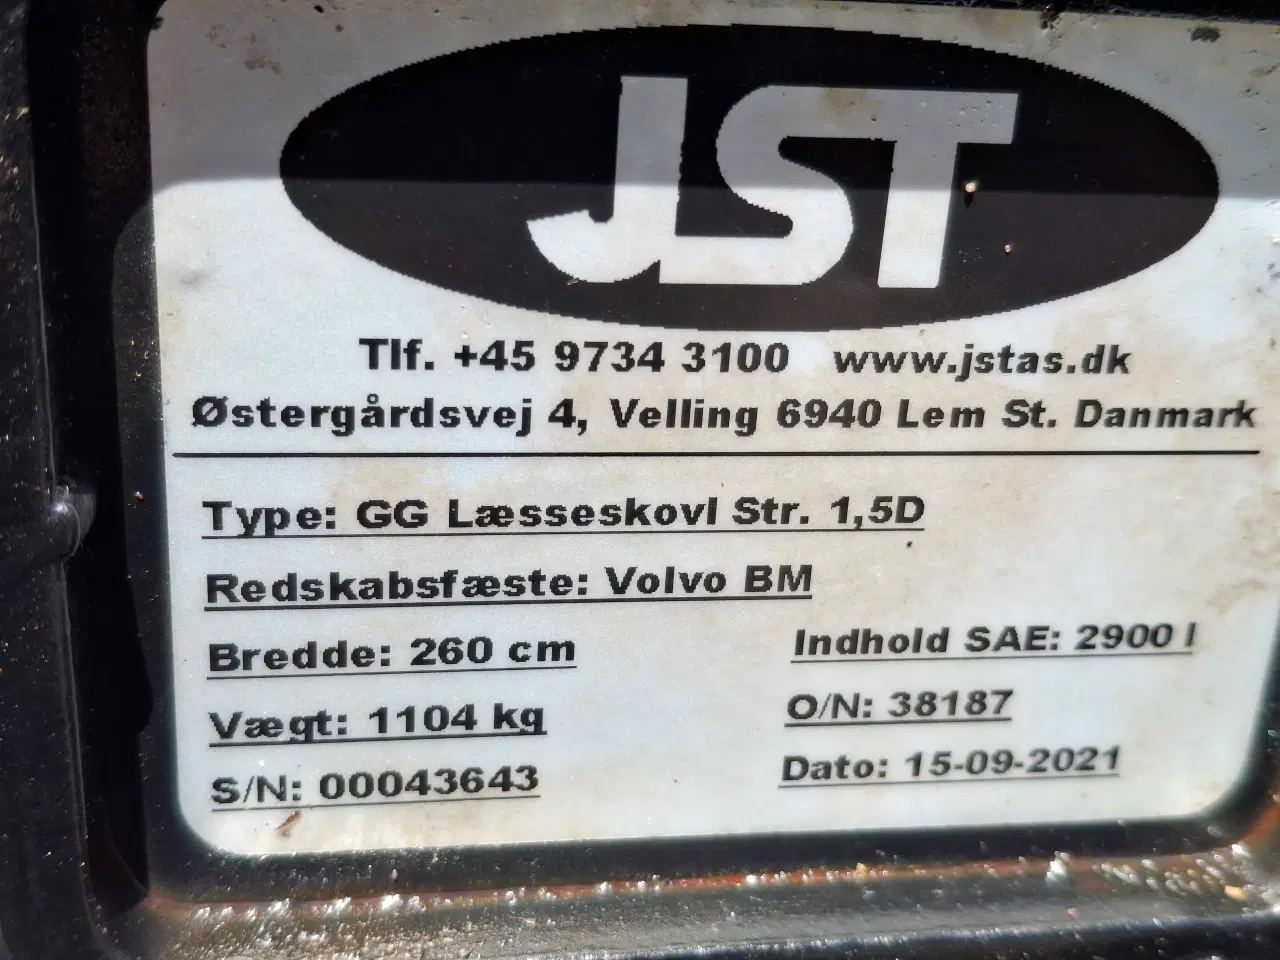 JST
Tlf. +45 9734 3100 www.jstas.dk
Østergårdsvej 4, Velling 6940 Lem St. Danmark
Type: GG Læsseskovl Str. 1,5D
Redskabsfæste: Volvo BM
Bredde: 260 cm Indhold SAE: 2900 l
Vægt: 1104 kg O/N: 38187
S/N: 00043643 Dato: 15-09-2021